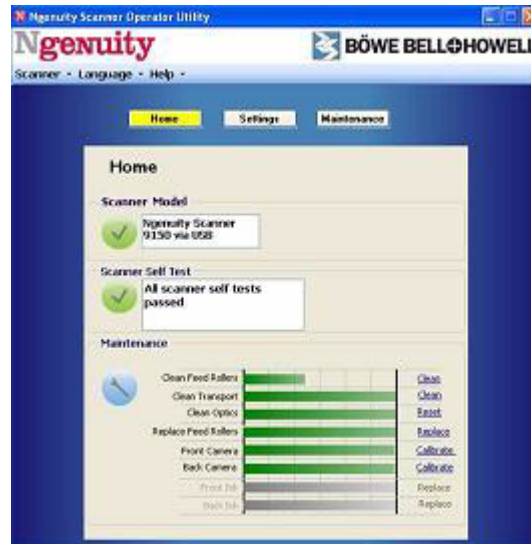 Ngenuity Scanner Operator Utility
Ngenuity
BÖWE BELL+HOWELL
Scanner - Language - Help -
Home Settings Maintenance
Home
Scanner Model
Ngenuity Scanner
9150 via USB
Scanner Self Test
All scanner self tests
passed
Maintenance
Clean Feed Rollers Clean
Clean Transport Clean
Clean Optics Reset
Replace Feed Rollers Replace
Front Camera Calibrate
Back Camera Calibrate
Front Ink Replace
Back Ink Replace